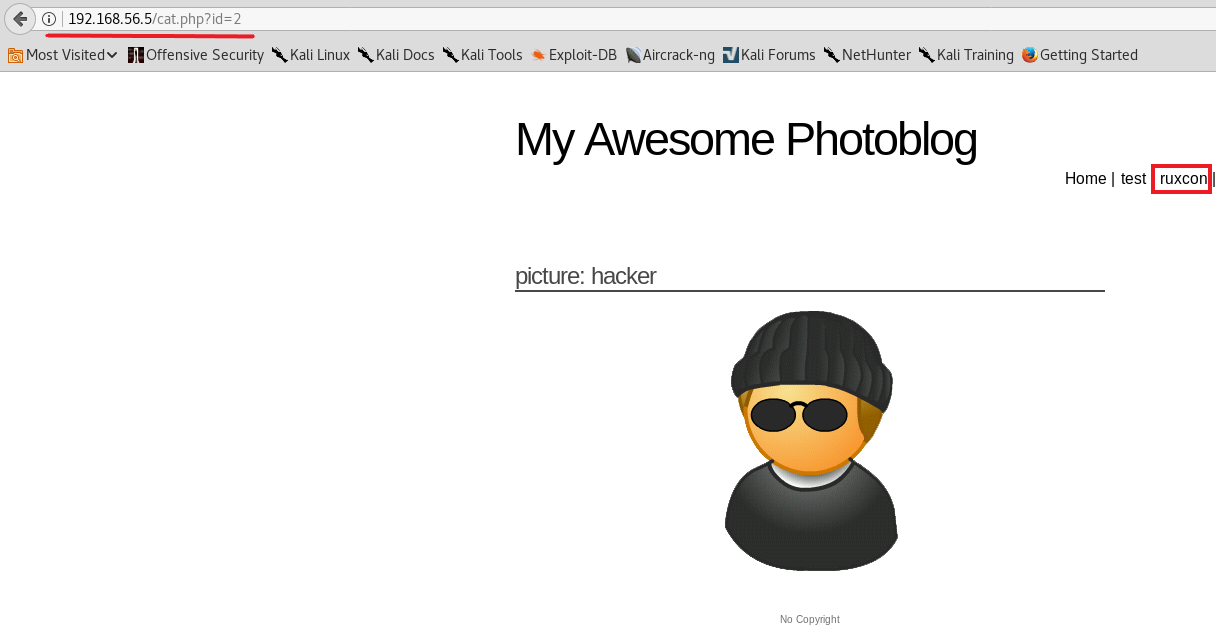 192.168.56.5/cat.php?id=2
Most Visited Offensive Security Kali Linux Kali Docs Kali Tools Exploit-DB Aircrack-ng Kali Forums NetHunter Kali Training Getting Started
My Awesome Photoblog
Home | test ruxcon |
picture: hacker
No Copyright